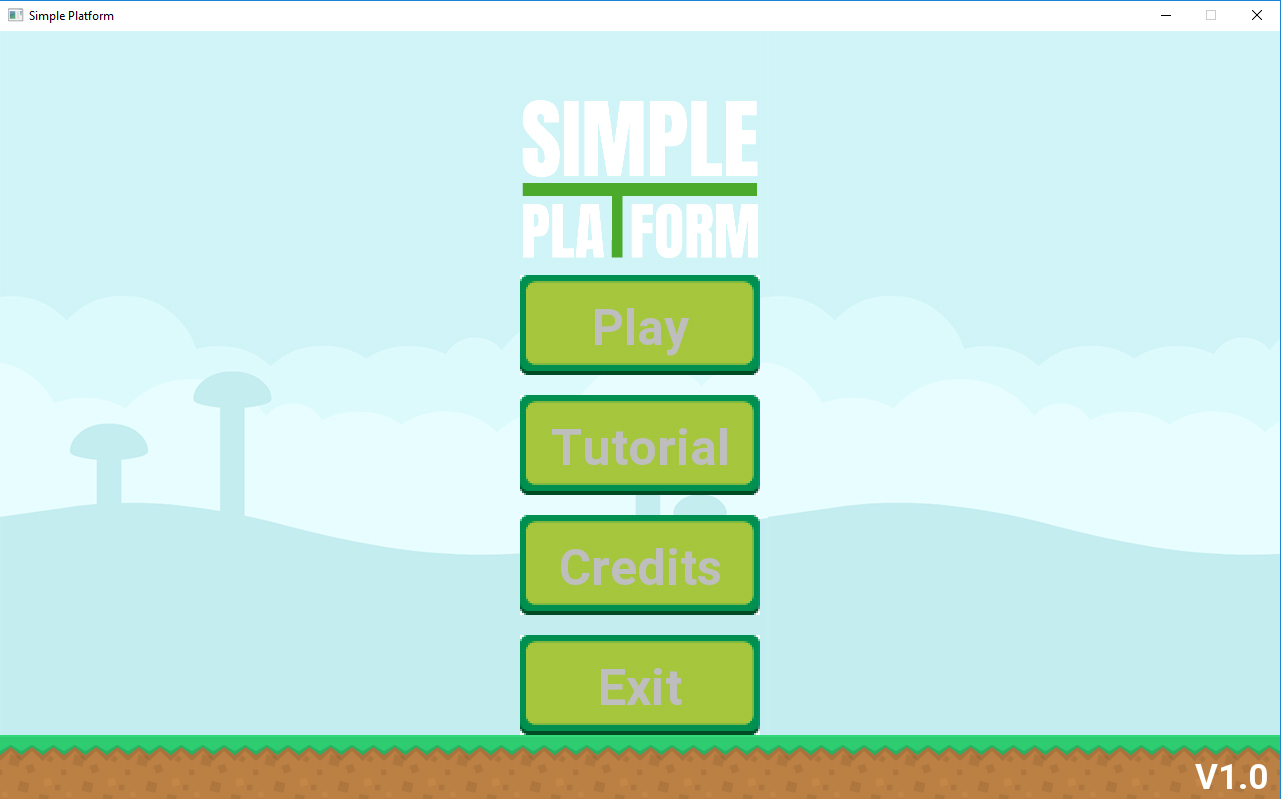 Simple Platform
SIMPLE
PLATFORM
Play
Tutorial
Credits
Exit
V1.0